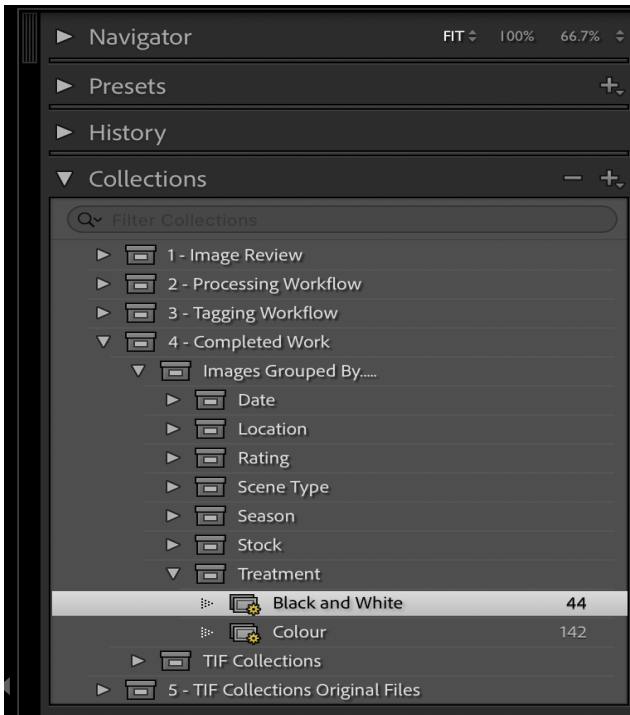 Navigator FIT 100% 66.7%
Presets
History
Collections
Filter Collections
1 - Image Review
2 - Processing Workflow
3 - Tagging Workflow
4 - Completed Work
Images Grouped By.....
Date
Location
Rating
Scene Type
Season
Stock
Treatment
Black and White 44
Colour 142
TIF Collections
5 - TIF Collections Original Files